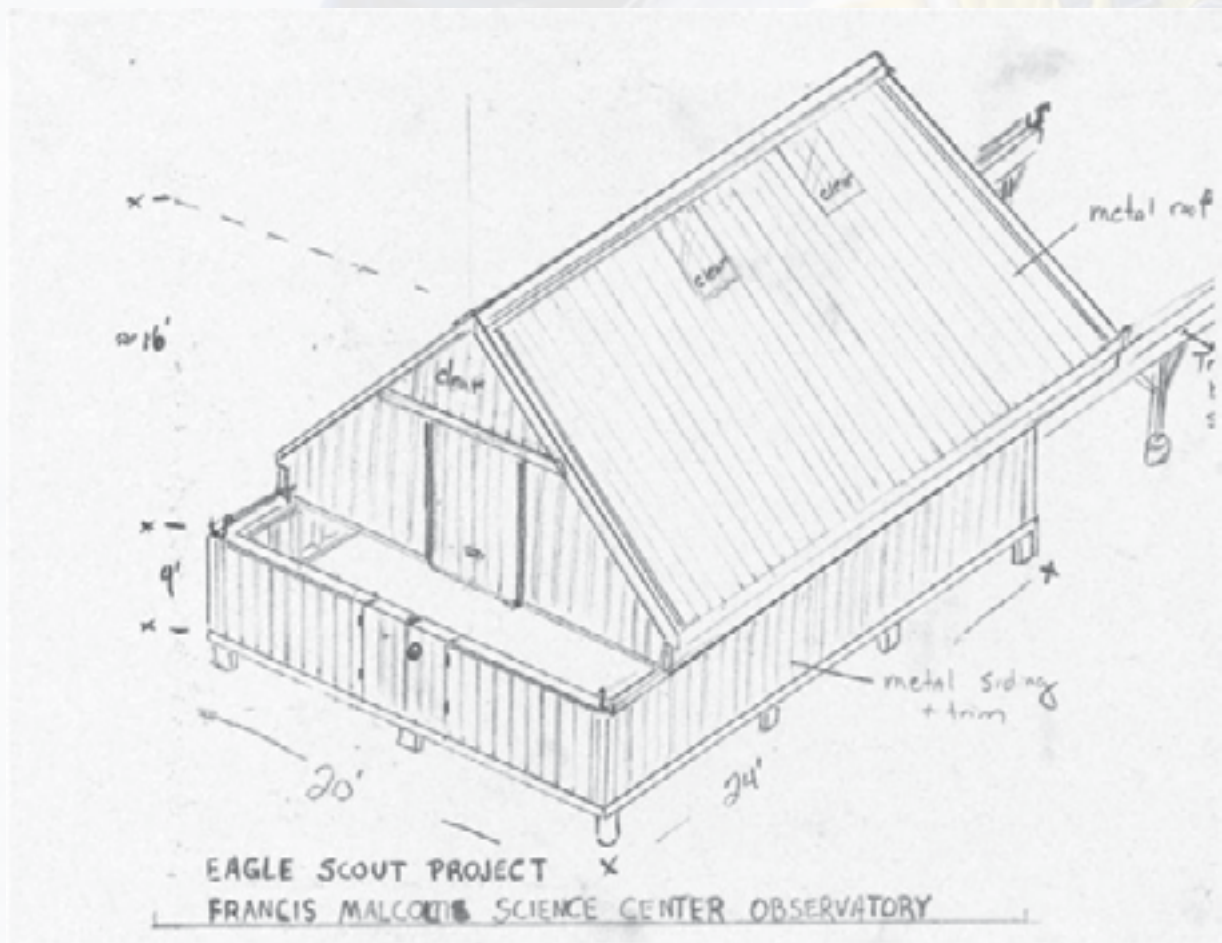 clear
clear
metal roof
≈ 16'
clear
Tr
9'
metal siding
+ trim
20'
24'
EAGLE SCOUT PROJECT
FRANCIS MALCOLM SCIENCE CENTER OBSERVATORY